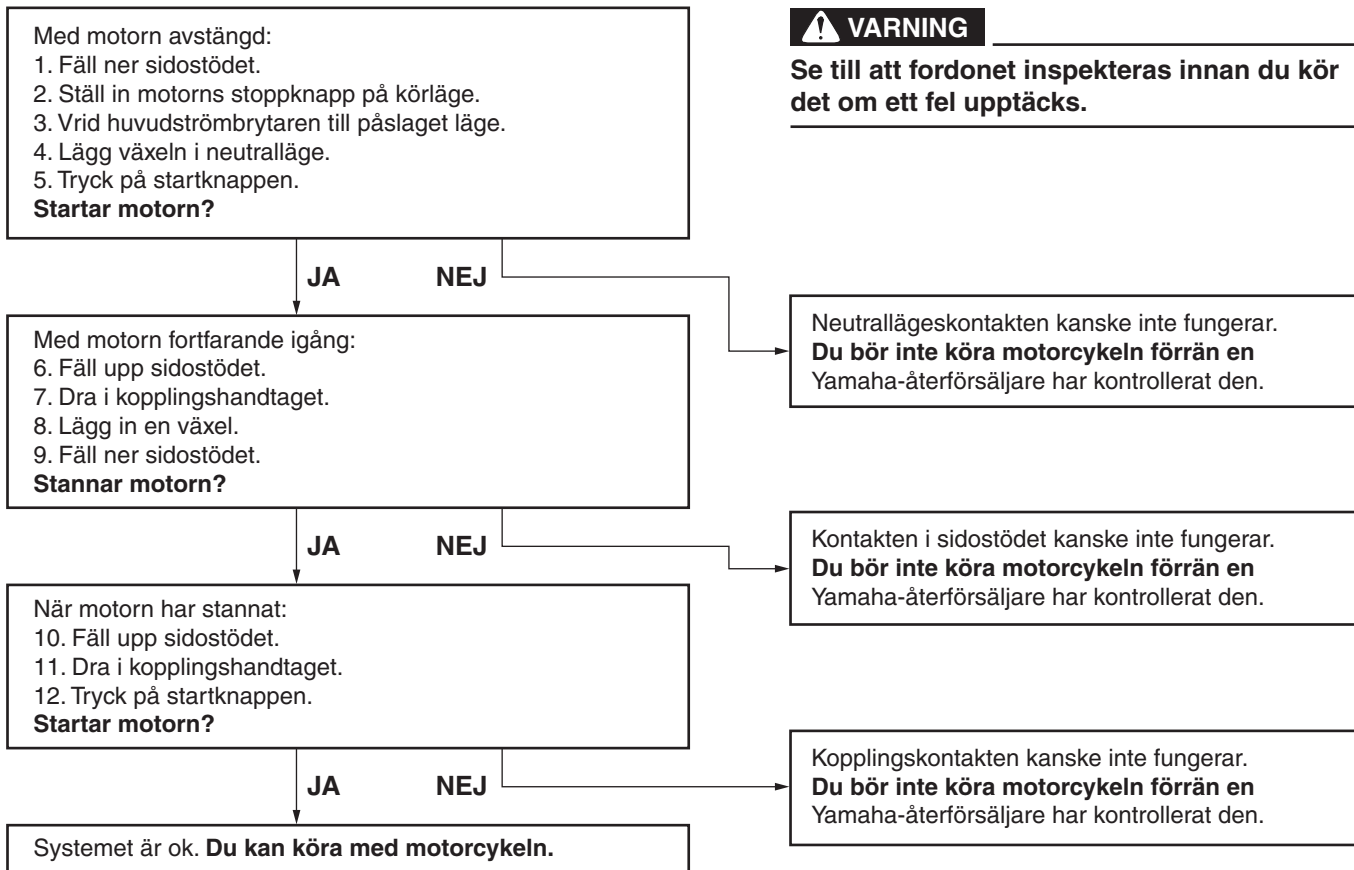 Med motorn avstängd:
1. Fäll ner sidostödet.
2. Ställ in motorns stoppknapp på körläge.
3. Vrid huvudströmbrytaren till påslaget läge.
4. Lägg växeln i neutralläge.
5. Tryck på startknappen.
Startar motorn?
VARNING
Se till att fordonet inspekteras innan du kör
det om ett fel upptäcks.
JA
NEJ
Neutrallägeskontakten kanske inte fungerar.
Du bör inte köra motorcykeln förrän en
Yamaha-återförsäljare har kontrollerat den.
Med motorn fortfarande igång:
6. Fäll upp sidostödet.
7. Dra i kopplingshandtaget.
8. Lägg in en växel.
9. Fäll ner sidostödet.
Stannar motorn?
JA
NEJ
Kontakten i sidostödet kanske inte fungerar.
Du bör inte köra motorcykeln förrän en
Yamaha-återförsäljare har kontrollerat den.
När motorn har stannat:
10. Fäll upp sidostödet.
11. Dra i kopplingshandtaget.
12. Tryck på startknappen.
Startar motorn?
JA
NEJ
Kopplingskontakten kanske inte fungerar.
Du bör inte köra motorcykeln förrän en
Yamaha-återförsäljare har kontrollerat den.
Systemet är ok. Du kan köra med motorcykeln.